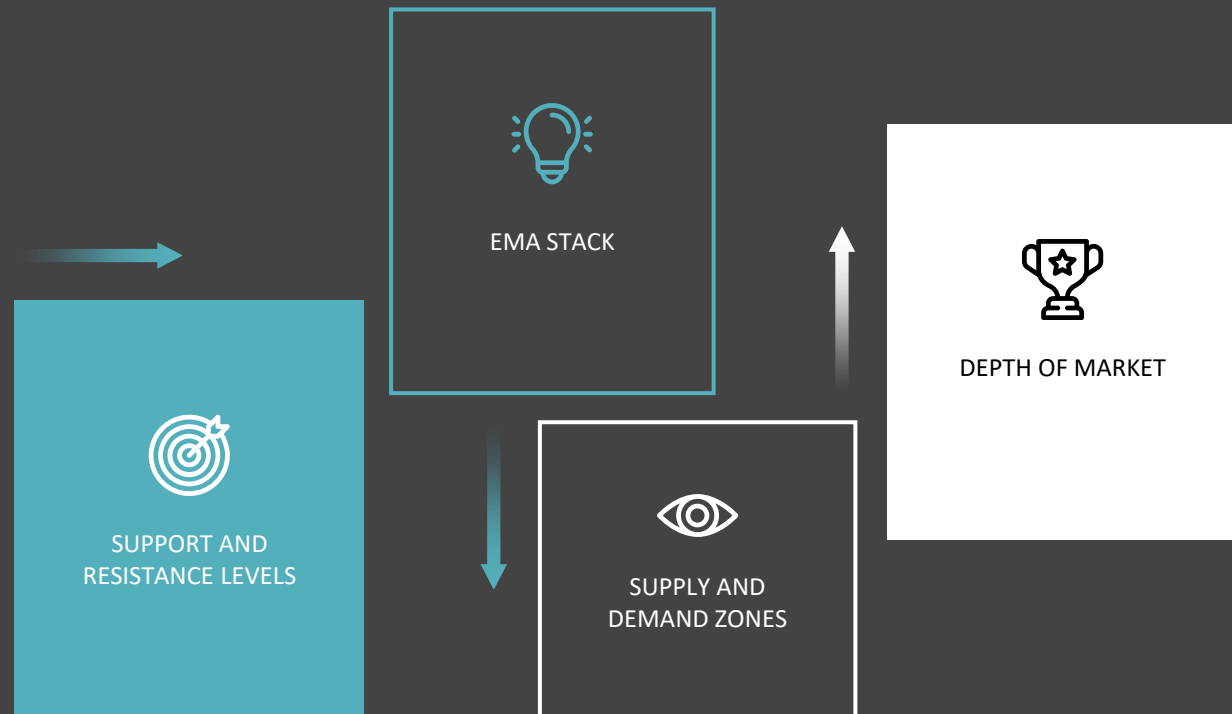 SUPPORT AND
RESISTANCE LEVELS
EMA STACK
SUPPLY AND
DEMAND ZONES
DEPTH OF MARKET